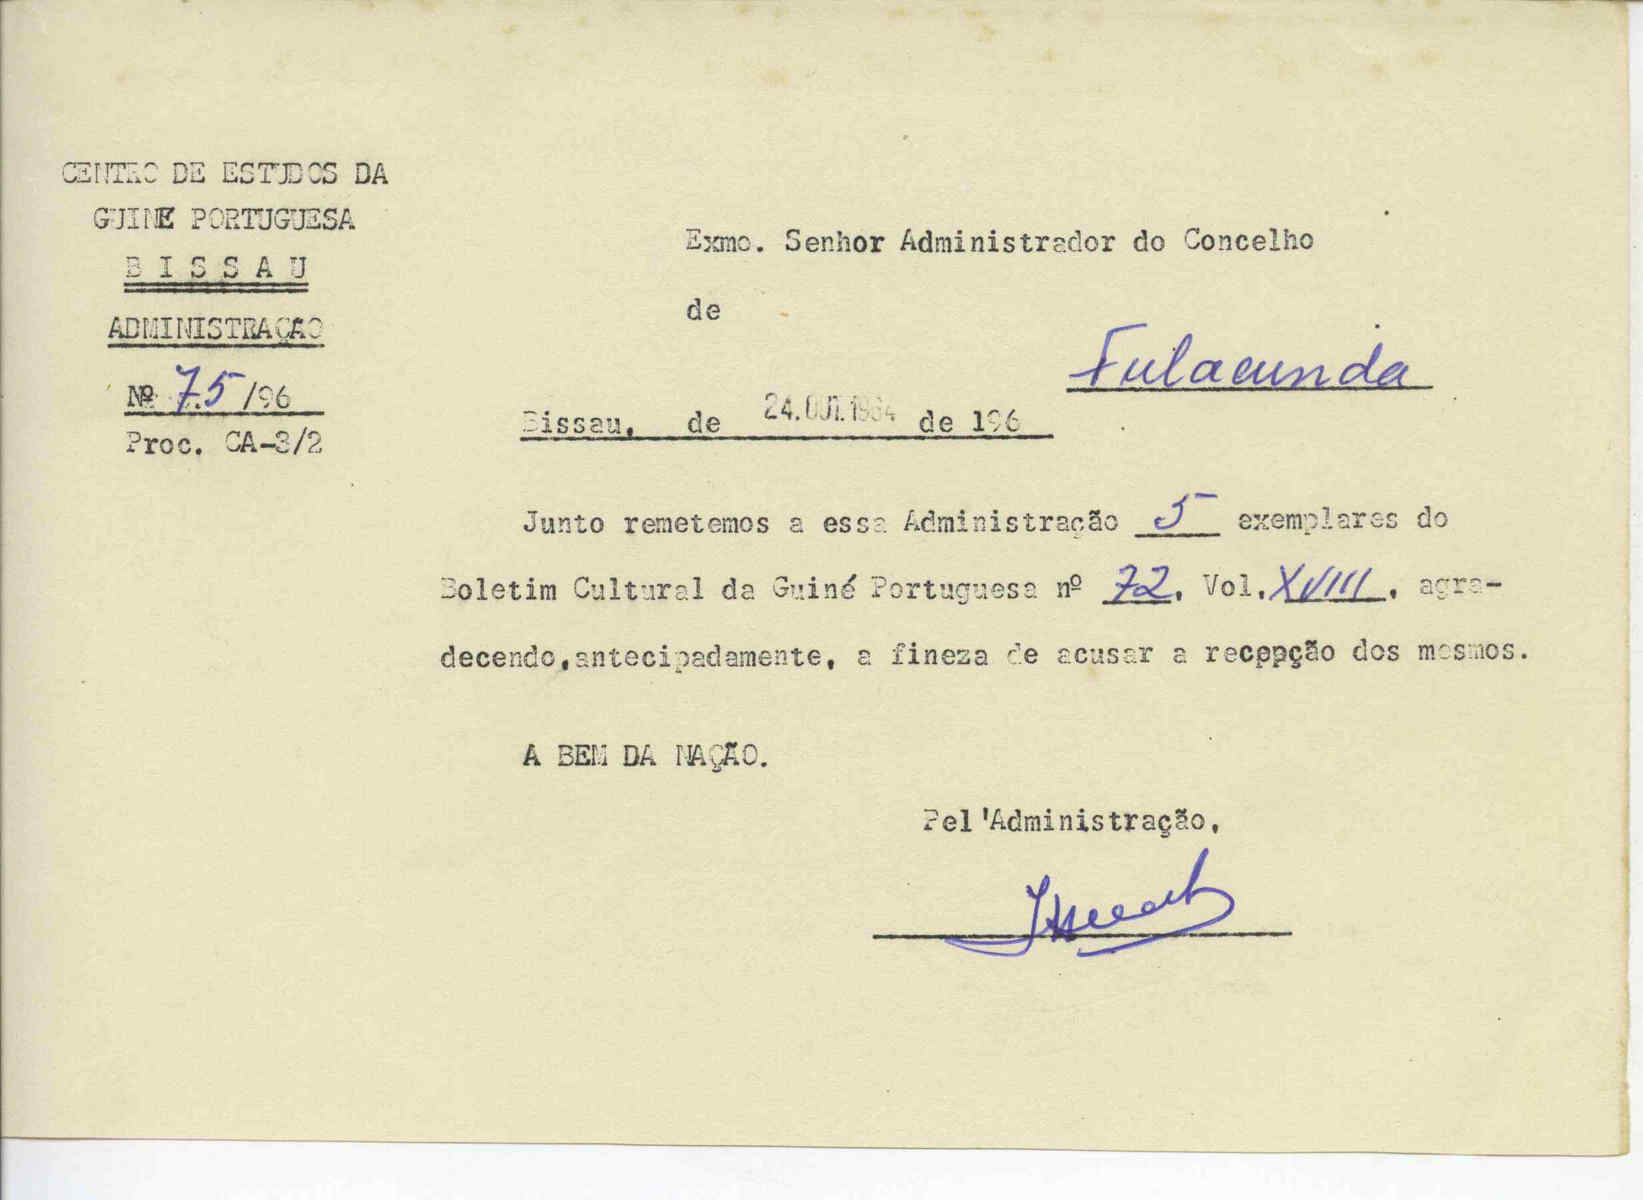 CENTRO DE ESTUDOS DA
GUINE PORTUGUESA
B I S S A U
ADMINISTRAÇÃO
Nº 75/96
Proc. CA-3/2
Exmo. Senhor Administrador do Concelho
de
Fulacunda
Bissau, de 24.OUT.1964 de 196
Junto remetemos a essa Administração 5 exemplares do
Boletim Cultural da Guiné Portuguesa nº 72, Vol, XVIII, agra-
decendo,antecipadamente, a fineza de acusar a recepção dos mesmos.
A BEM DA NAÇÃO.
Pel'Administração,